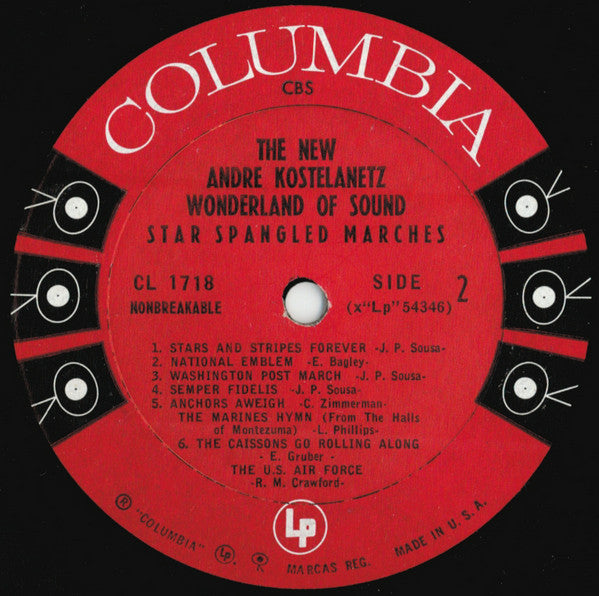 COLUMBIA
CBS
THE NEW
ANDRE KOSTELANETZ
WONDERLAND OF SOUND
STAR SPANGLED MARCHES
CL 1718 SIDE 2
NONBREAKABLE (x"Lp"54346)
1. STARS AND STRIPES FOREVER -J. P. Sousa-
2. NATIONAL EMBLEM -E. Bagley-
3. WASHINGTON POST MARCH -J. P. Sousa-
4. SEMPER FIDELIS -J. P. Sousa-
5. ANCHORS AWEIGH -C. Zimmerman-
THE MARINES HYMN (From The Halls
of Montezuma) -L. Phillips-
6. THE CAISSONS GO ROLLING ALONG
-E. Gruber -
THE U.S. AIR FORCE
-R. M. Crawford-
Lp
® "COLUMBIA" Lp. MARCAS REG. MADE IN U. S. A.